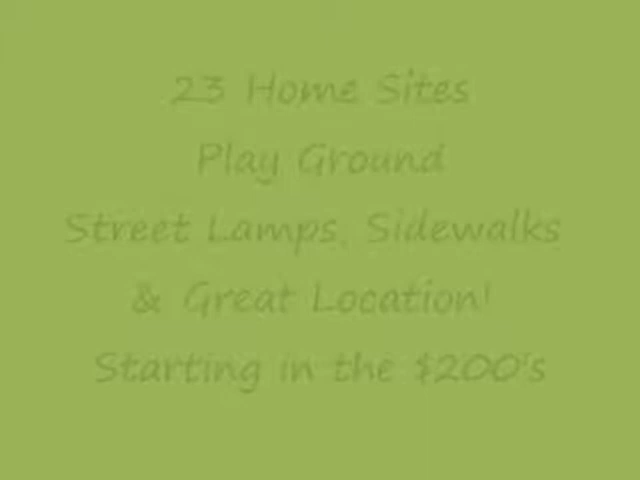 23 Home Sites
Play Ground
Street Lamps, Sidewalks
& Great Location!
Starting in the $200's